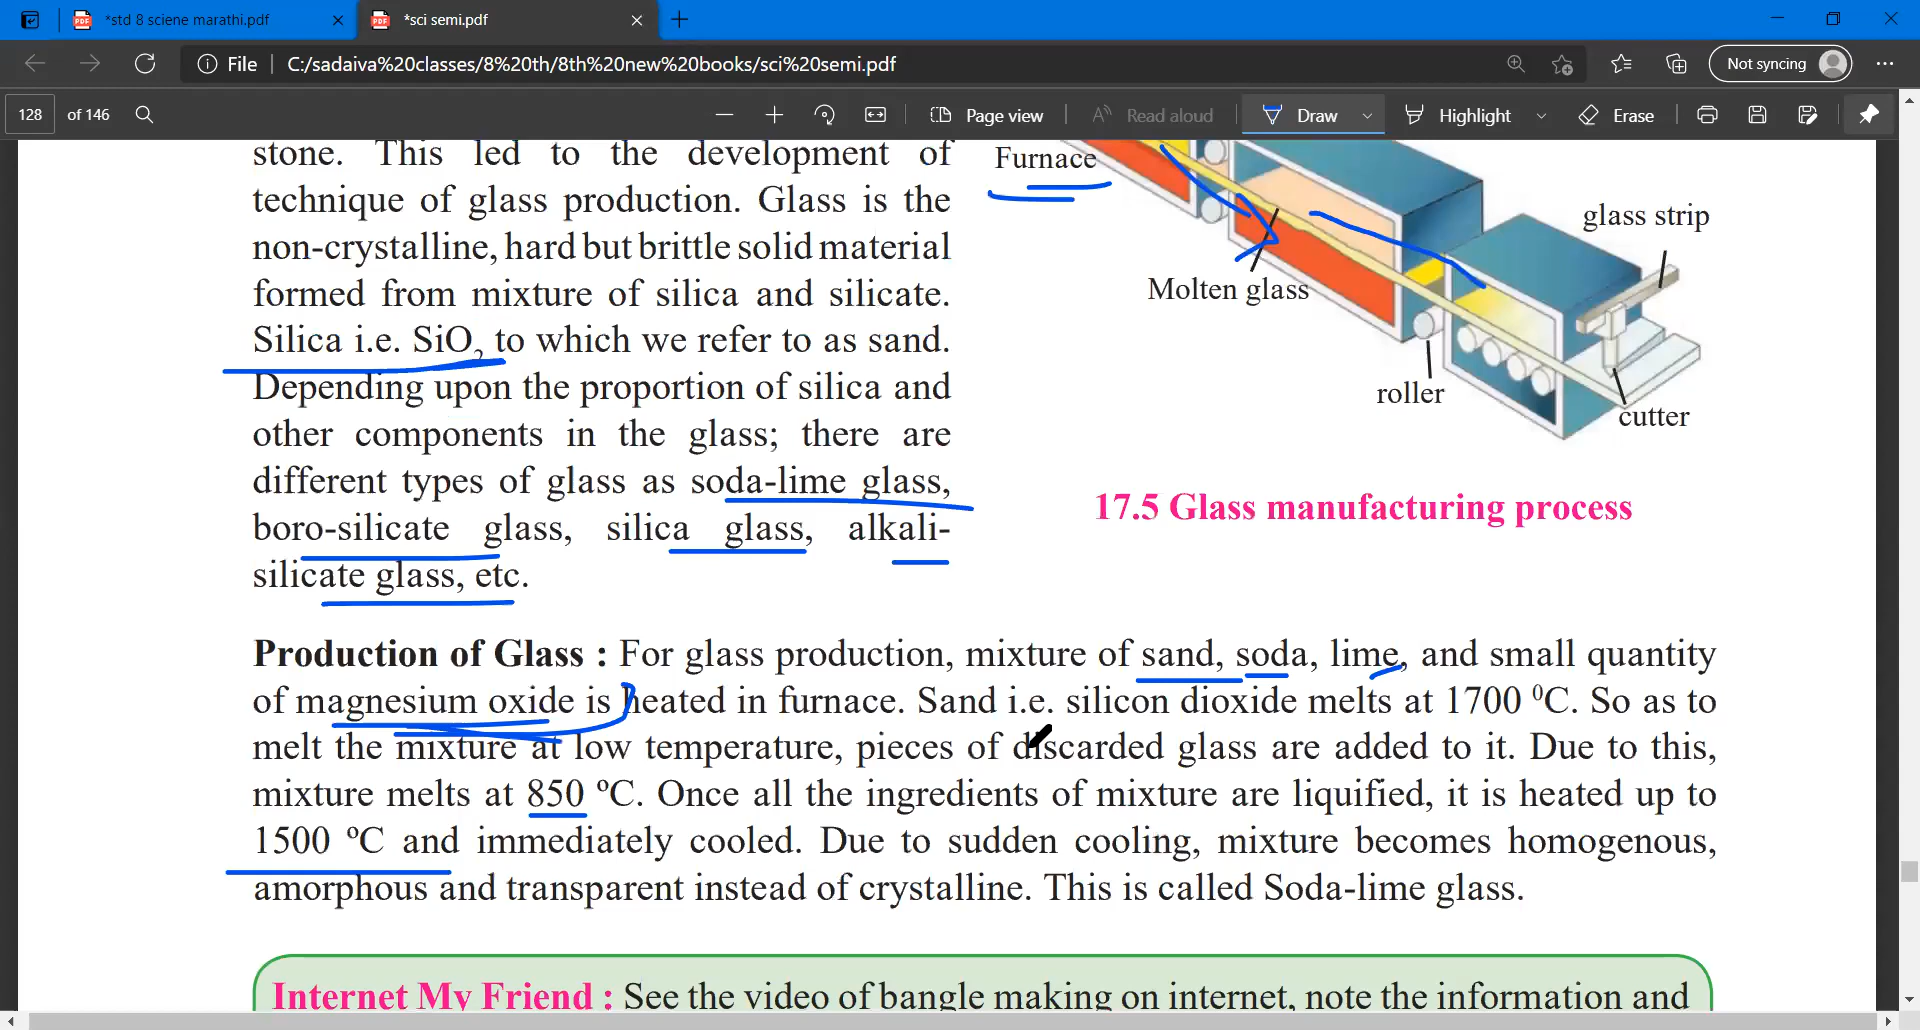 *std 8 sciene marathi.pdf
*sci semi.pdf
File
C:/sadaiva%20classes/8%20th/8th%20new%20books/sci%20semi.pdf
Not syncing
128 of 146
Page view
Read aloud
Draw
Highlight
Erase
stone. This led to the development of
technique of glass production. Glass is the
non-crystalline, hard but brittle solid material
formed from mixture of silica and silicate.
Silica i.e. SiO2 to which we refer to as sand.
Depending upon the proportion of silica and
other components in the glass; there are
different types of glass as soda-lime glass,
boro-silicate glass, silica glass, alkali-
silicate glass, etc.
Furnace
Molten glass
glass strip
roller
cutter
17.5 Glass manufacturing process
Production of Glass : For glass production, mixture of sand, soda, lime, and small quantity
of magnesium oxide is heated in furnace. Sand i.e. silicon dioxide melts at 1700 ⁰C. So as to
melt the mixture at low temperature, pieces of discarded glass are added to it. Due to this,
mixture melts at 850 ºC. Once all the ingredients of mixture are liquified, it is heated up to
1500 ºC and immediately cooled. Due to sudden cooling, mixture becomes homogenous,
amorphous and transparent instead of crystalline. This is called Soda-lime glass.
Internet My Friend : See the video of bangle making on internet, note the information and